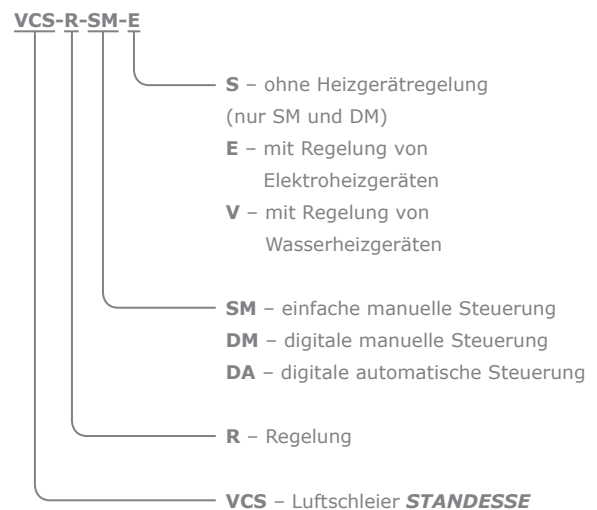 VCS-R-SM-E
S – ohne Heizgerätregelung
(nur SM und DM)
E – mit Regelung von
Elektroheizgeräten
V – mit Regelung von
Wasserheizgeräten
SM – einfache manuelle Steuerung
DM – digitale manuelle Steuerung
DA – digitale automatische Steuerung
R – Regelung
VCS – Luftschleier STANDESSE